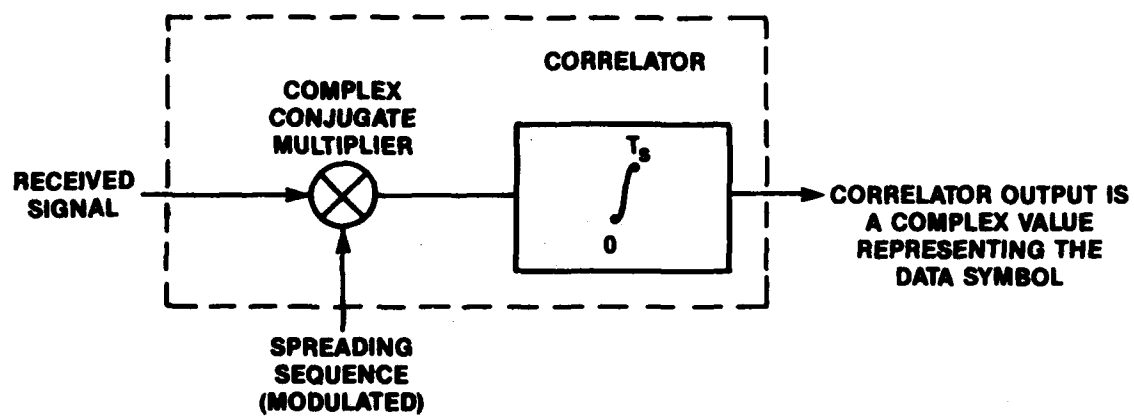 CORRELATOR
COMPLEX
CONJUGATE
MULTIPLIER
T_s
0
RECEIVED
SIGNAL
CORRELATOR OUTPUT IS
A COMPLEX VALUE
REPRESENTING THE
DATA SYMBOL
SPREADING
SEQUENCE
(MODULATED)